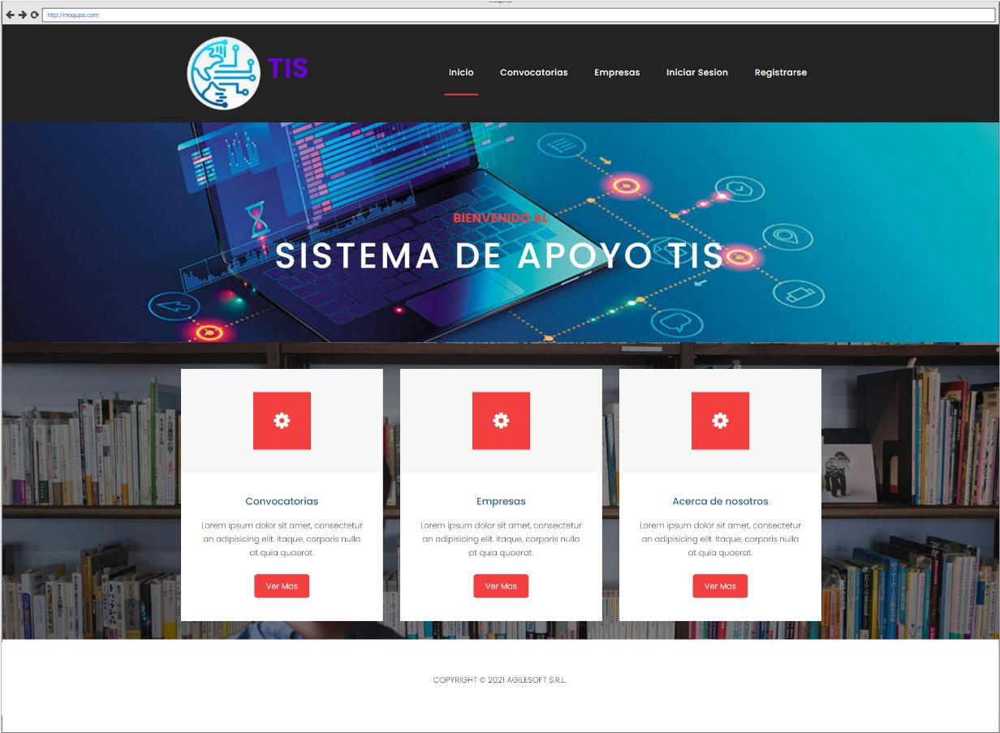 http://moqups.com
TIS
Inicio Convocatorias Empresas Iniciar Sesion Registrarse
BIENVENIDO AL
SISTEMA DE APOYO TIS
Convocatorias
Lorem ipsum dolor sit amet, consectetur
an adipisicing elit. Itaque, corporis nulla
at quia quaerat.
Ver Mas
Empresas
Lorem ipsum dolor sit amet, consectetur
an adipisicing elit. Itaque, corporis nulla
at quia quaerat.
Ver Mas
Acerca de nosotros
Lorem ipsum dolor sit amet, consectetur
an adipisicing elit. Itaque, corporis nulla
at quia quaerat.
Ver Mas
COPYRIGHT © 2021 AGILESOFT S.R.L.